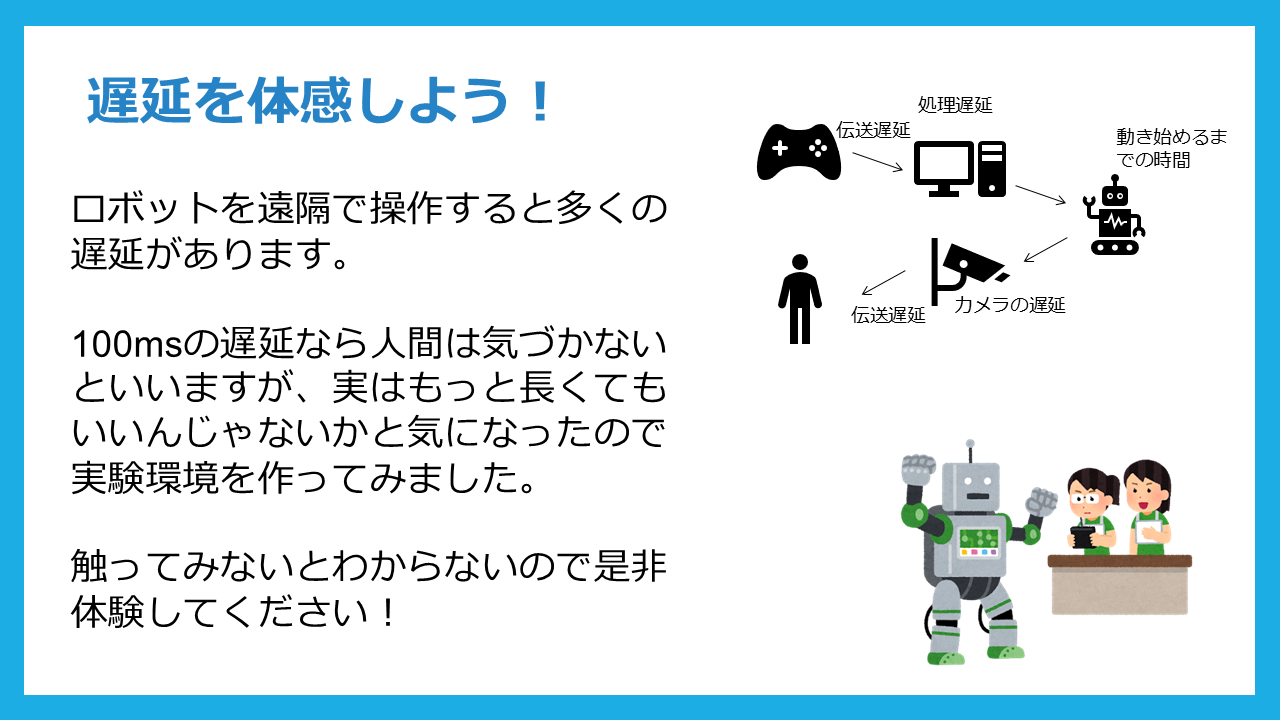 遅延を体感しよう！
ロボットを遠隔で操作すると多くの
遅延があります。
100msの遅延なら人間は気づかない
といいますが、実はもっと長くても
いいんじゃないかと気になったので
実験環境を作ってみました。
触ってみないとわからないので是非
体験してください！
処理遅延
伝送遅延
動き始めるま
での時間
カメラの遅延
伝送遅延